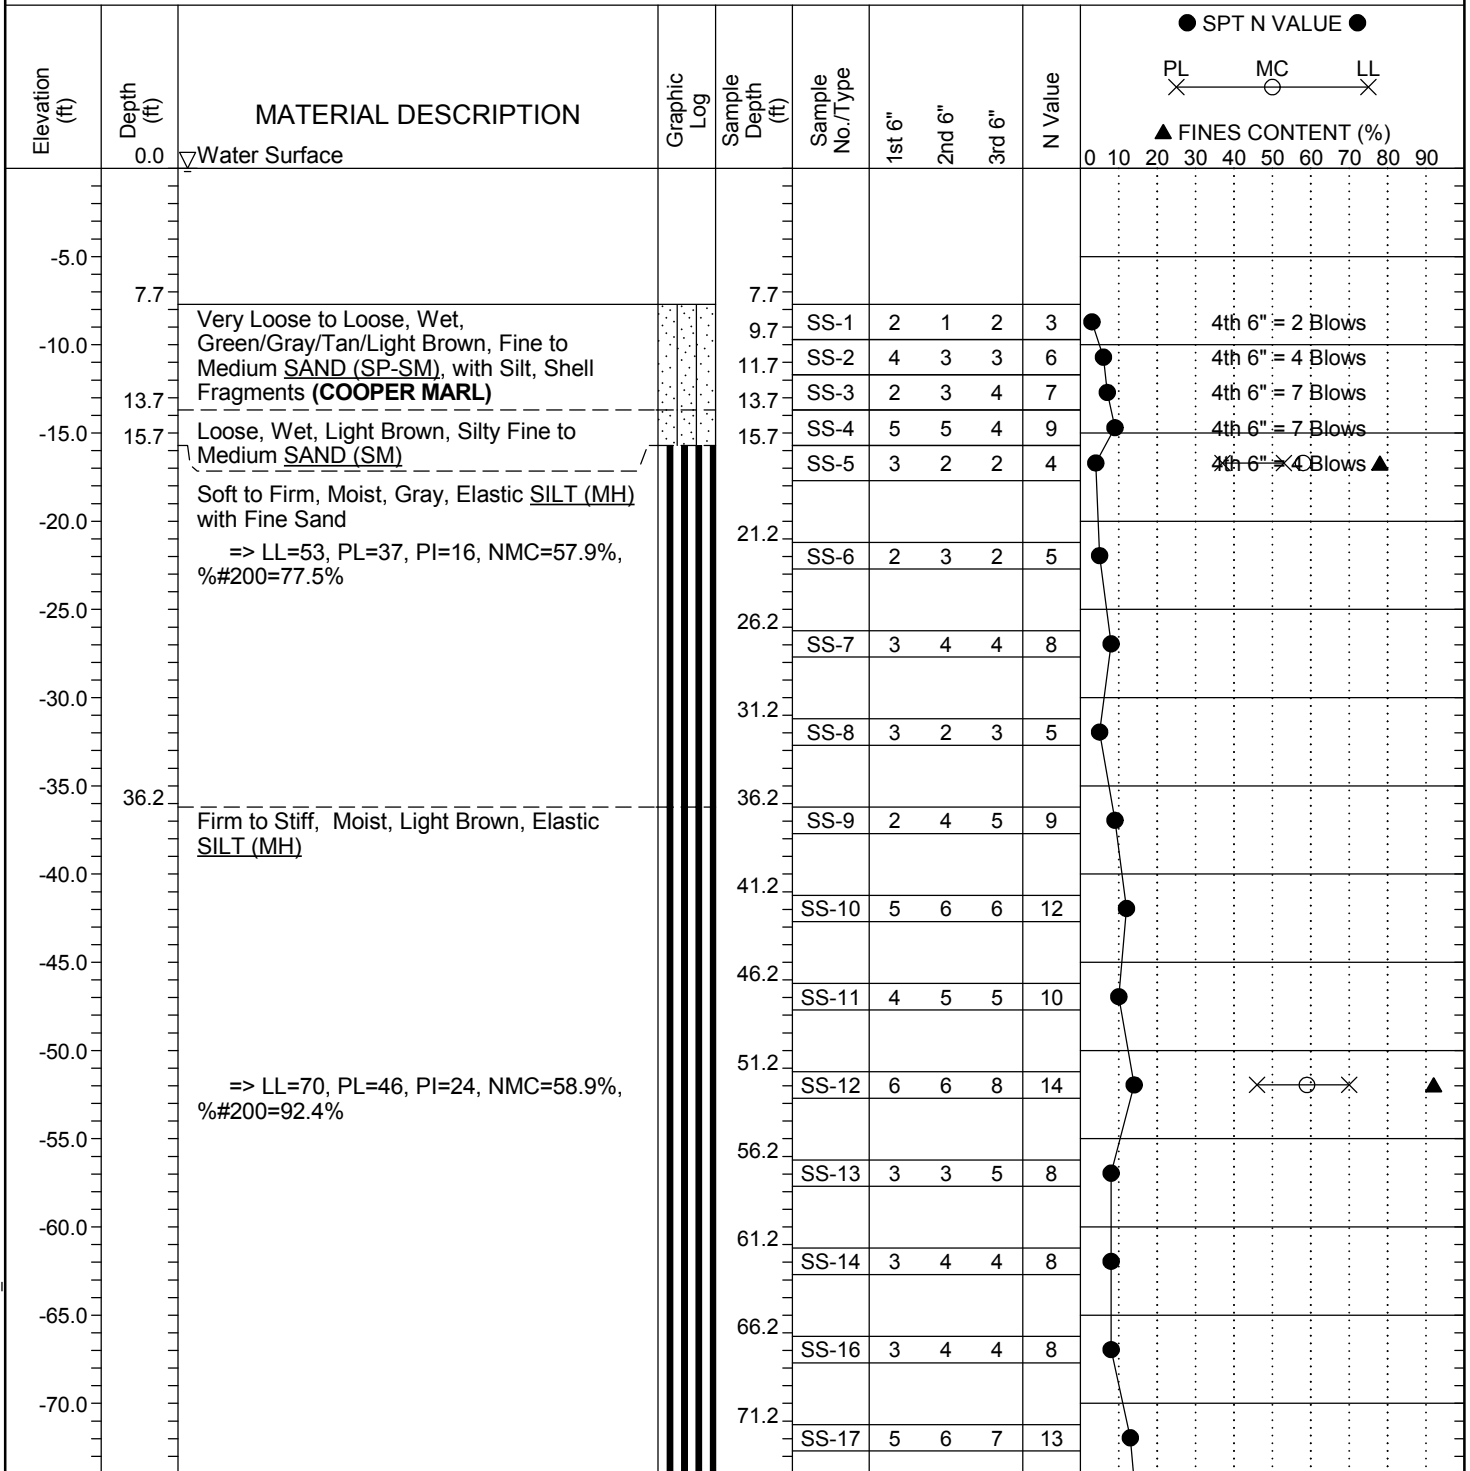 ● SPT N VALUE ●
PL MC LL
▲ FINES CONTENT (%)
Elevation (ft)
Depth (ft)
MATERIAL DESCRIPTION
Graphic Log
Sample Depth (ft)
Sample No./Type
1st 6"
2nd 6"
3rd 6"
N Value
0 10 20 30 40 50 60 70 80 90
0.0 Water Surface
-5.0
7.7 7.7
Very Loose to Loose, Wet,
Green/Gray/Tan/Light Brown, Fine to
Medium SAND (SP-SM), with Silt, Shell
Fragments (COOPER MARL)
9.7 SS-1 2 1 2 3 4th 6" = 2 Blows
-10.0
11.7 SS-2 4 3 3 6 4th 6" = 4 Blows
13.7 13.7 SS-3 2 3 4 7 4th 6" = 7 Blows
-15.0 15.7 15.7 SS-4 5 5 4 9 4th 6" = 7 Blows
Loose, Wet, Light Brown, Silty Fine to
Medium SAND (SM)
SS-5 3 2 2 4 4th 6" = 4 Blows
Soft to Firm, Moist, Gray, Elastic SILT (MH)
with Fine Sand
-20.0
21.2
=> LL=53, PL=37, PI=16, NMC=57.9%,
%#200=77.5%
SS-6 2 3 2 5
-25.0
26.2
SS-7 3 4 4 8
-30.0
31.2
SS-8 3 2 3 5
-35.0
36.2 36.2
Firm to Stiff, Moist, Light Brown, Elastic
SILT (MH)
SS-9 2 4 5 9
-40.0
41.2
SS-10 5 6 6 12
-45.0
46.2
SS-11 4 5 5 10
-50.0
51.2
=> LL=70, PL=46, PI=24, NMC=58.9%,
%#200=92.4%
SS-12 6 6 8 14
-55.0
56.2
SS-13 3 3 5 8
-60.0
61.2
SS-14 3 4 4 8
-65.0
66.2
SS-16 3 4 4 8
-70.0
71.2
SS-17 5 6 7 13